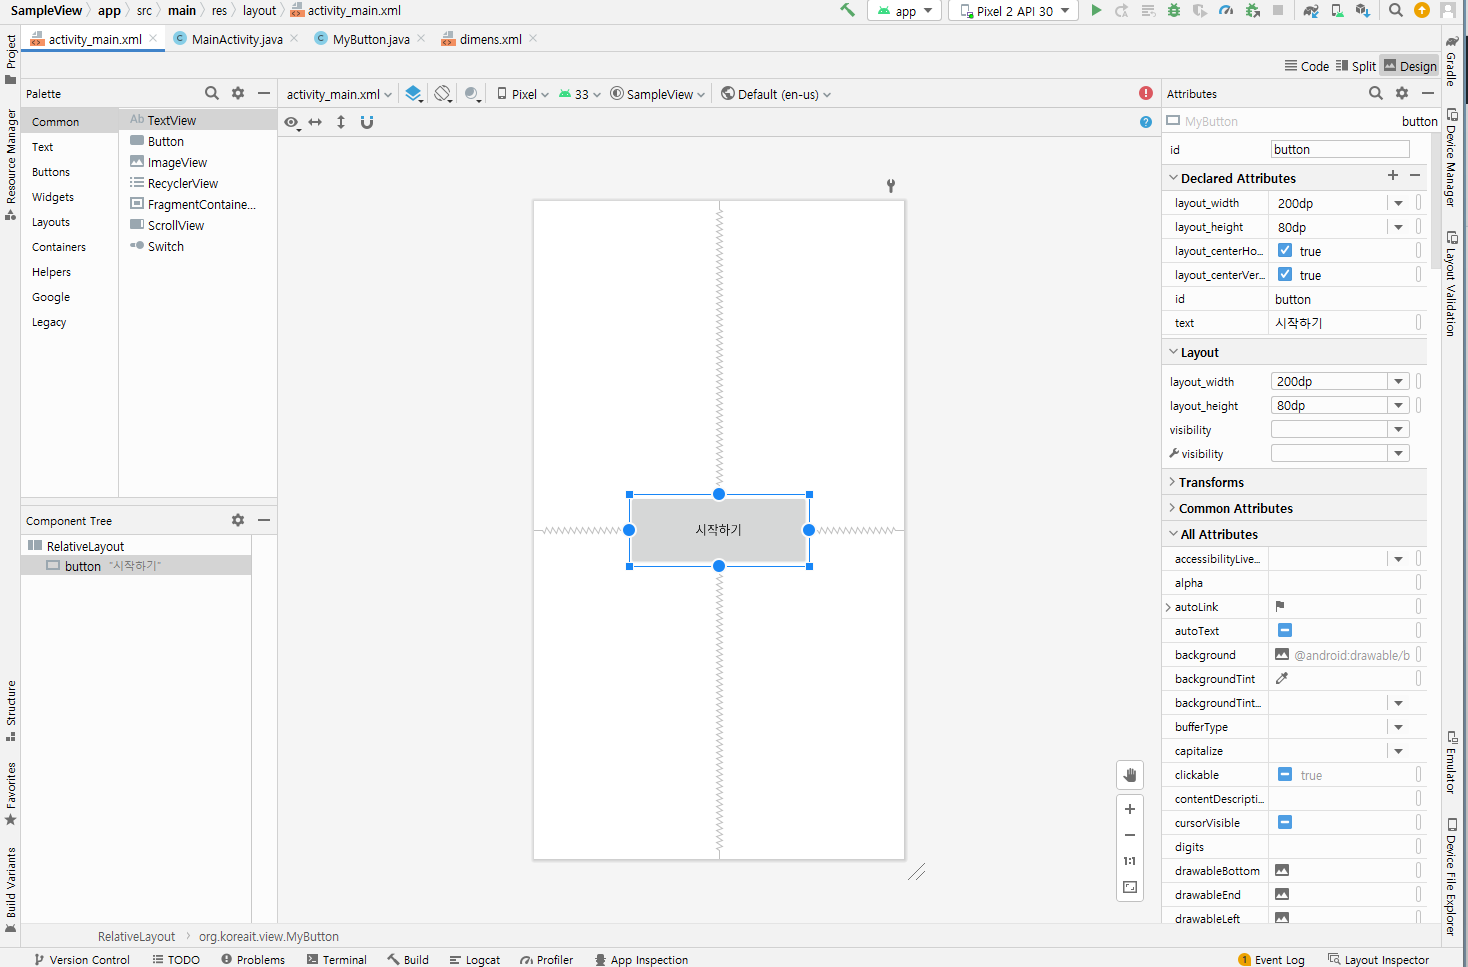 SampleView app src main res layout activity_main.xml
app Pixel 2 API 30
activity_main.xml MainActivity.java MyButton.java dimens.xml
Code Split Design
Project
Resource Manager
Structure
Favorites
Build Variants
Palette
Common
Text
Buttons
Widgets
Layouts
Containers
Helpers
Google
Legacy
Ab TextView
Button
ImageView
RecyclerView
FragmentContaine...
ScrollView
Switch
Component Tree
RelativeLayout
button "시작하기"
activity_main.xml Pixel 33 SampleView Default (en-us)
시작하기
1:1
Attributes
MyButton button
id button
Declared Attributes
layout_width 200dp
layout_height 80dp
layout_centerHo... true
layout_centerVer... true
id button
text 시작하기
Layout
layout_width 200dp
layout_height 80dp
visibility
visibility
Transforms
Common Attributes
All Attributes
accessibilityLive...
alpha
autoLink
autoText
background @android:drawable/b
backgroundTint
backgroundTint...
bufferType
capitalize
clickable true
contentDescripti...
cursorVisible
digits
drawableBottom
drawableEnd
drawableLeft
Gradle
Device Manager
Layout Validation
Emulator
Device File Explorer
RelativeLayout org.koreait.view.MyButton
Version Control TODO Problems Terminal Build Logcat Profiler App Inspection 1 Event Log Layout Inspector